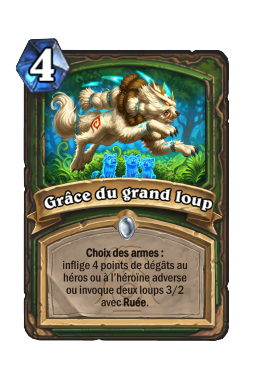 4
Grâce du grand loup
Choix des armes :
inflige 4 points de dégâts au
héros ou à l'héroïne adverse
ou invoque deux loups 3/2
avec Ruée.